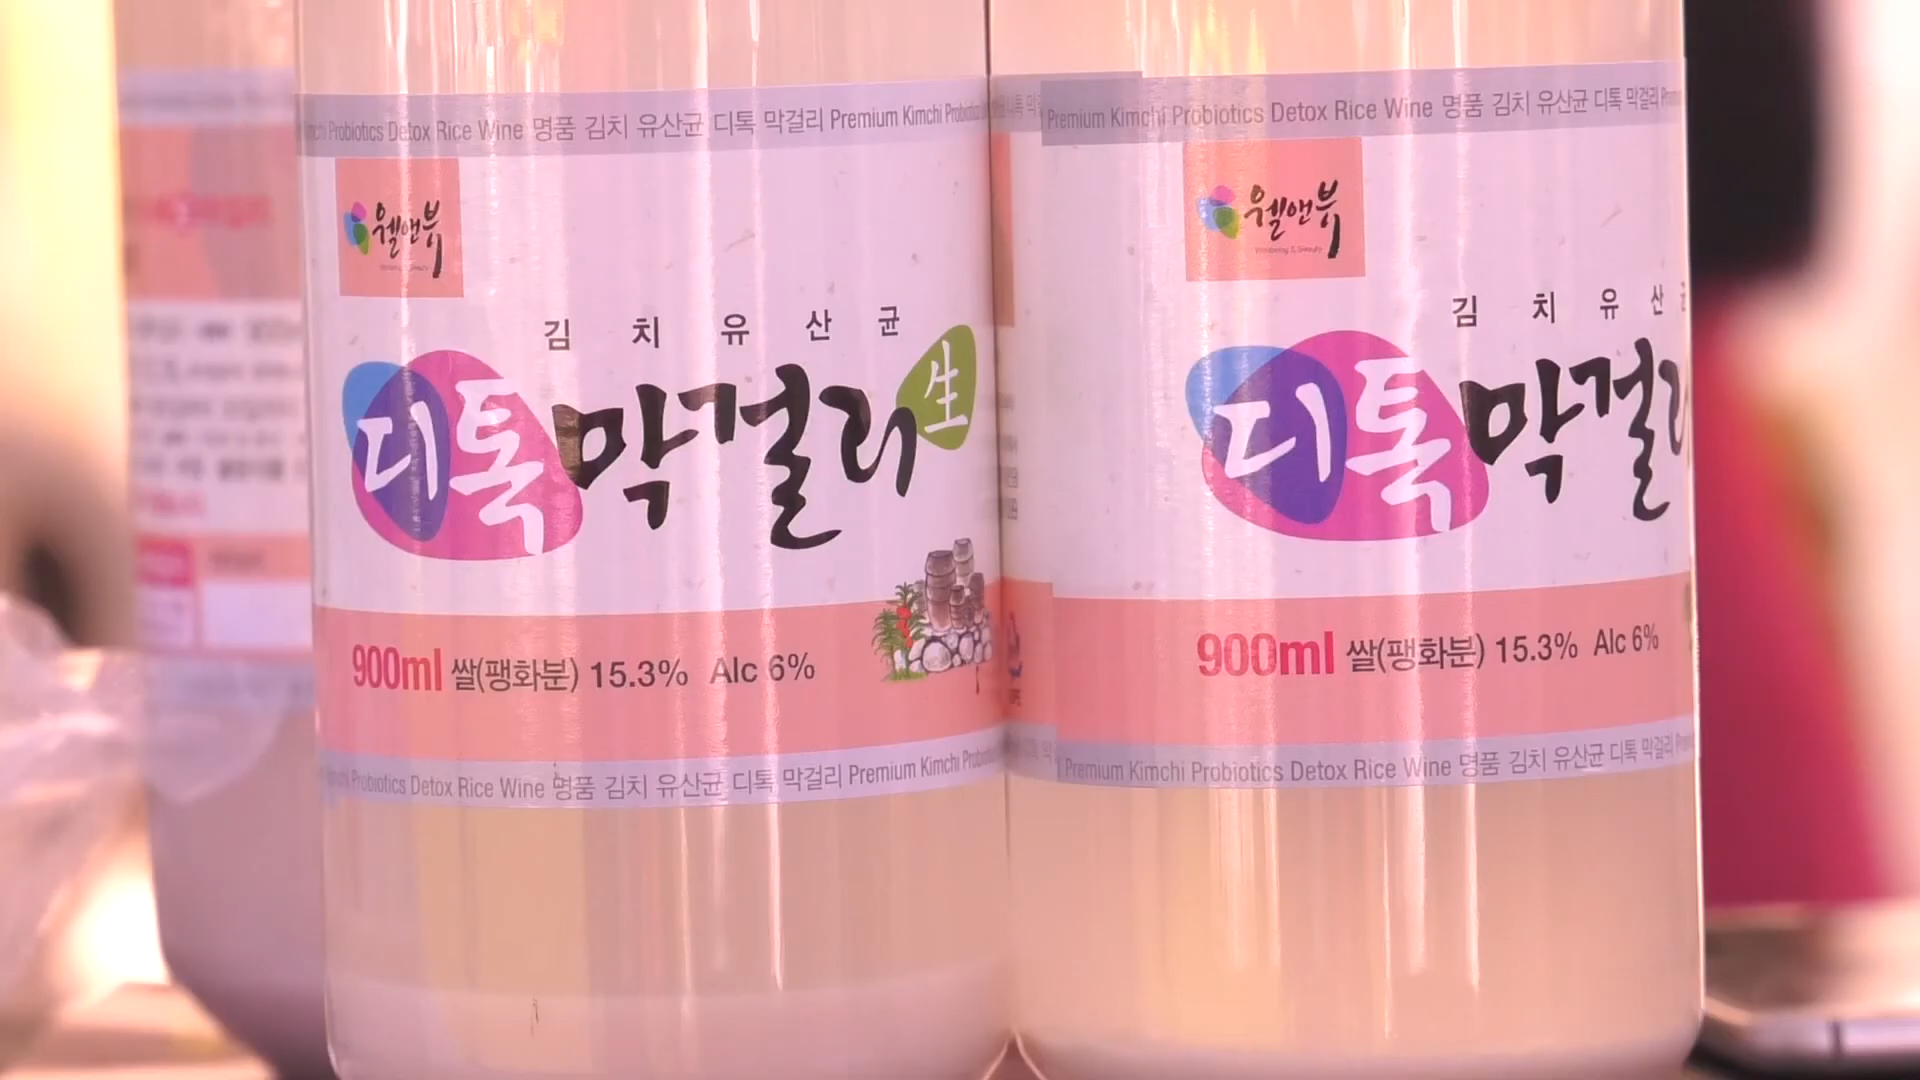 Probiotics Detox Rice Wine 명품 김치 유산균 디톡 막걸리 Premium Kimchi
웰앤뷰
김치유산균
디톡막걸리 生
900ml 쌀(팽화분) 15.3% Alc 6%
Probiotics Detox Rice Wine 명품 김치 유산균 디톡 막걸리 Premium Kimchi
Premium Kimchi Probiotics Detox Rice Wine 명품 김치 유산균 디톡 막걸리
웰앤뷰
김치유산
디톡막걸리
900ml 쌀(팽화분) 15.3% Alc 6%
Premium Kimchi Probiotics Detox Rice Wine 명품 김치 유산균 디톡 막걸리